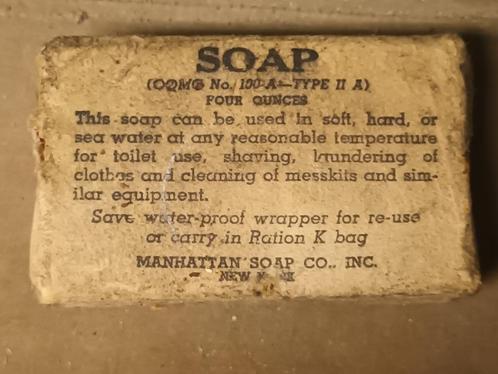 SOAP
(OQMG No. 100-A—TYPE II A)
FOUR OUNCES
This soap can be used in soft, hard, or
sea water at any reasonable temperature
for toilet use, shaving, laundering of
clothes and cleaning of messkits and sim-
ilar equipment.
Save water-proof wrapper for re-use
or carry in Ration K bag
MANHATTAN SOAP CO., INC.
NEW YORK